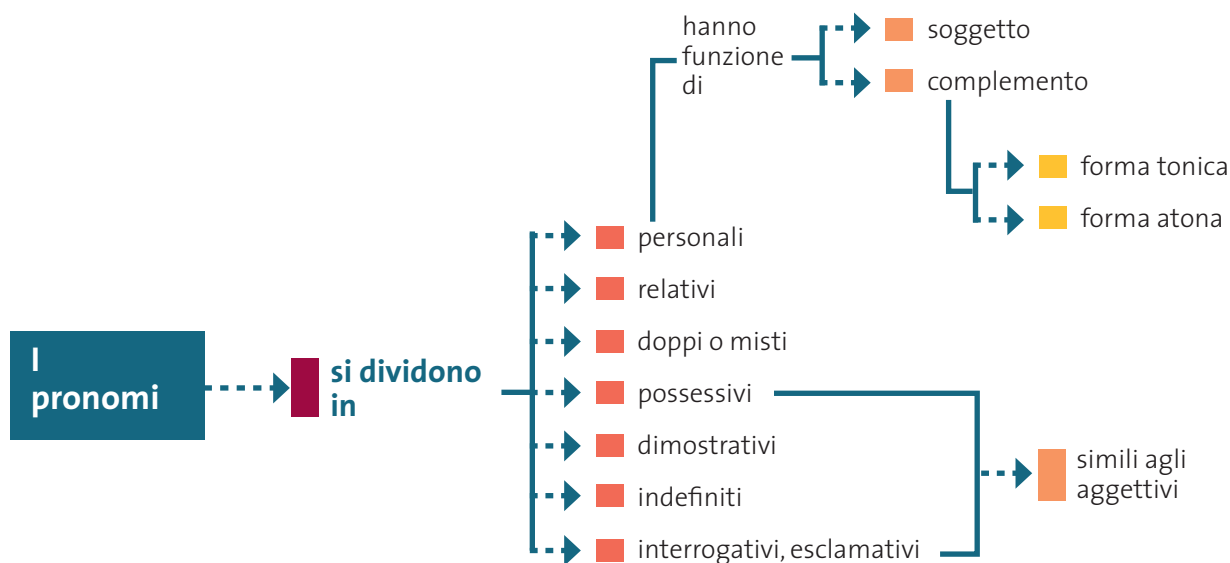 I
pronomi
si dividono
in
personali
relativi
doppi o misti
possessivi
dimostrativi
indefiniti
interrogativi, esclamativi
hanno
funzione
di
soggetto
complemento
forma tonica
forma atona
simili agli
aggettivi